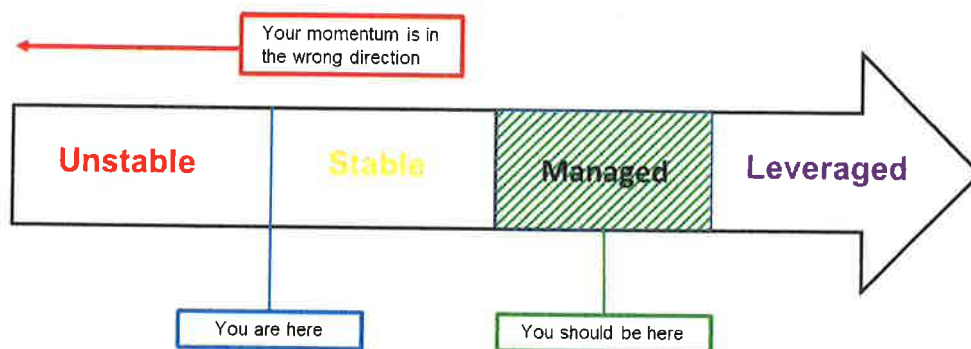 Your momentum is in
the wrong direction
Unstable
Stable
Managed
Leveraged
You are here
You should be here